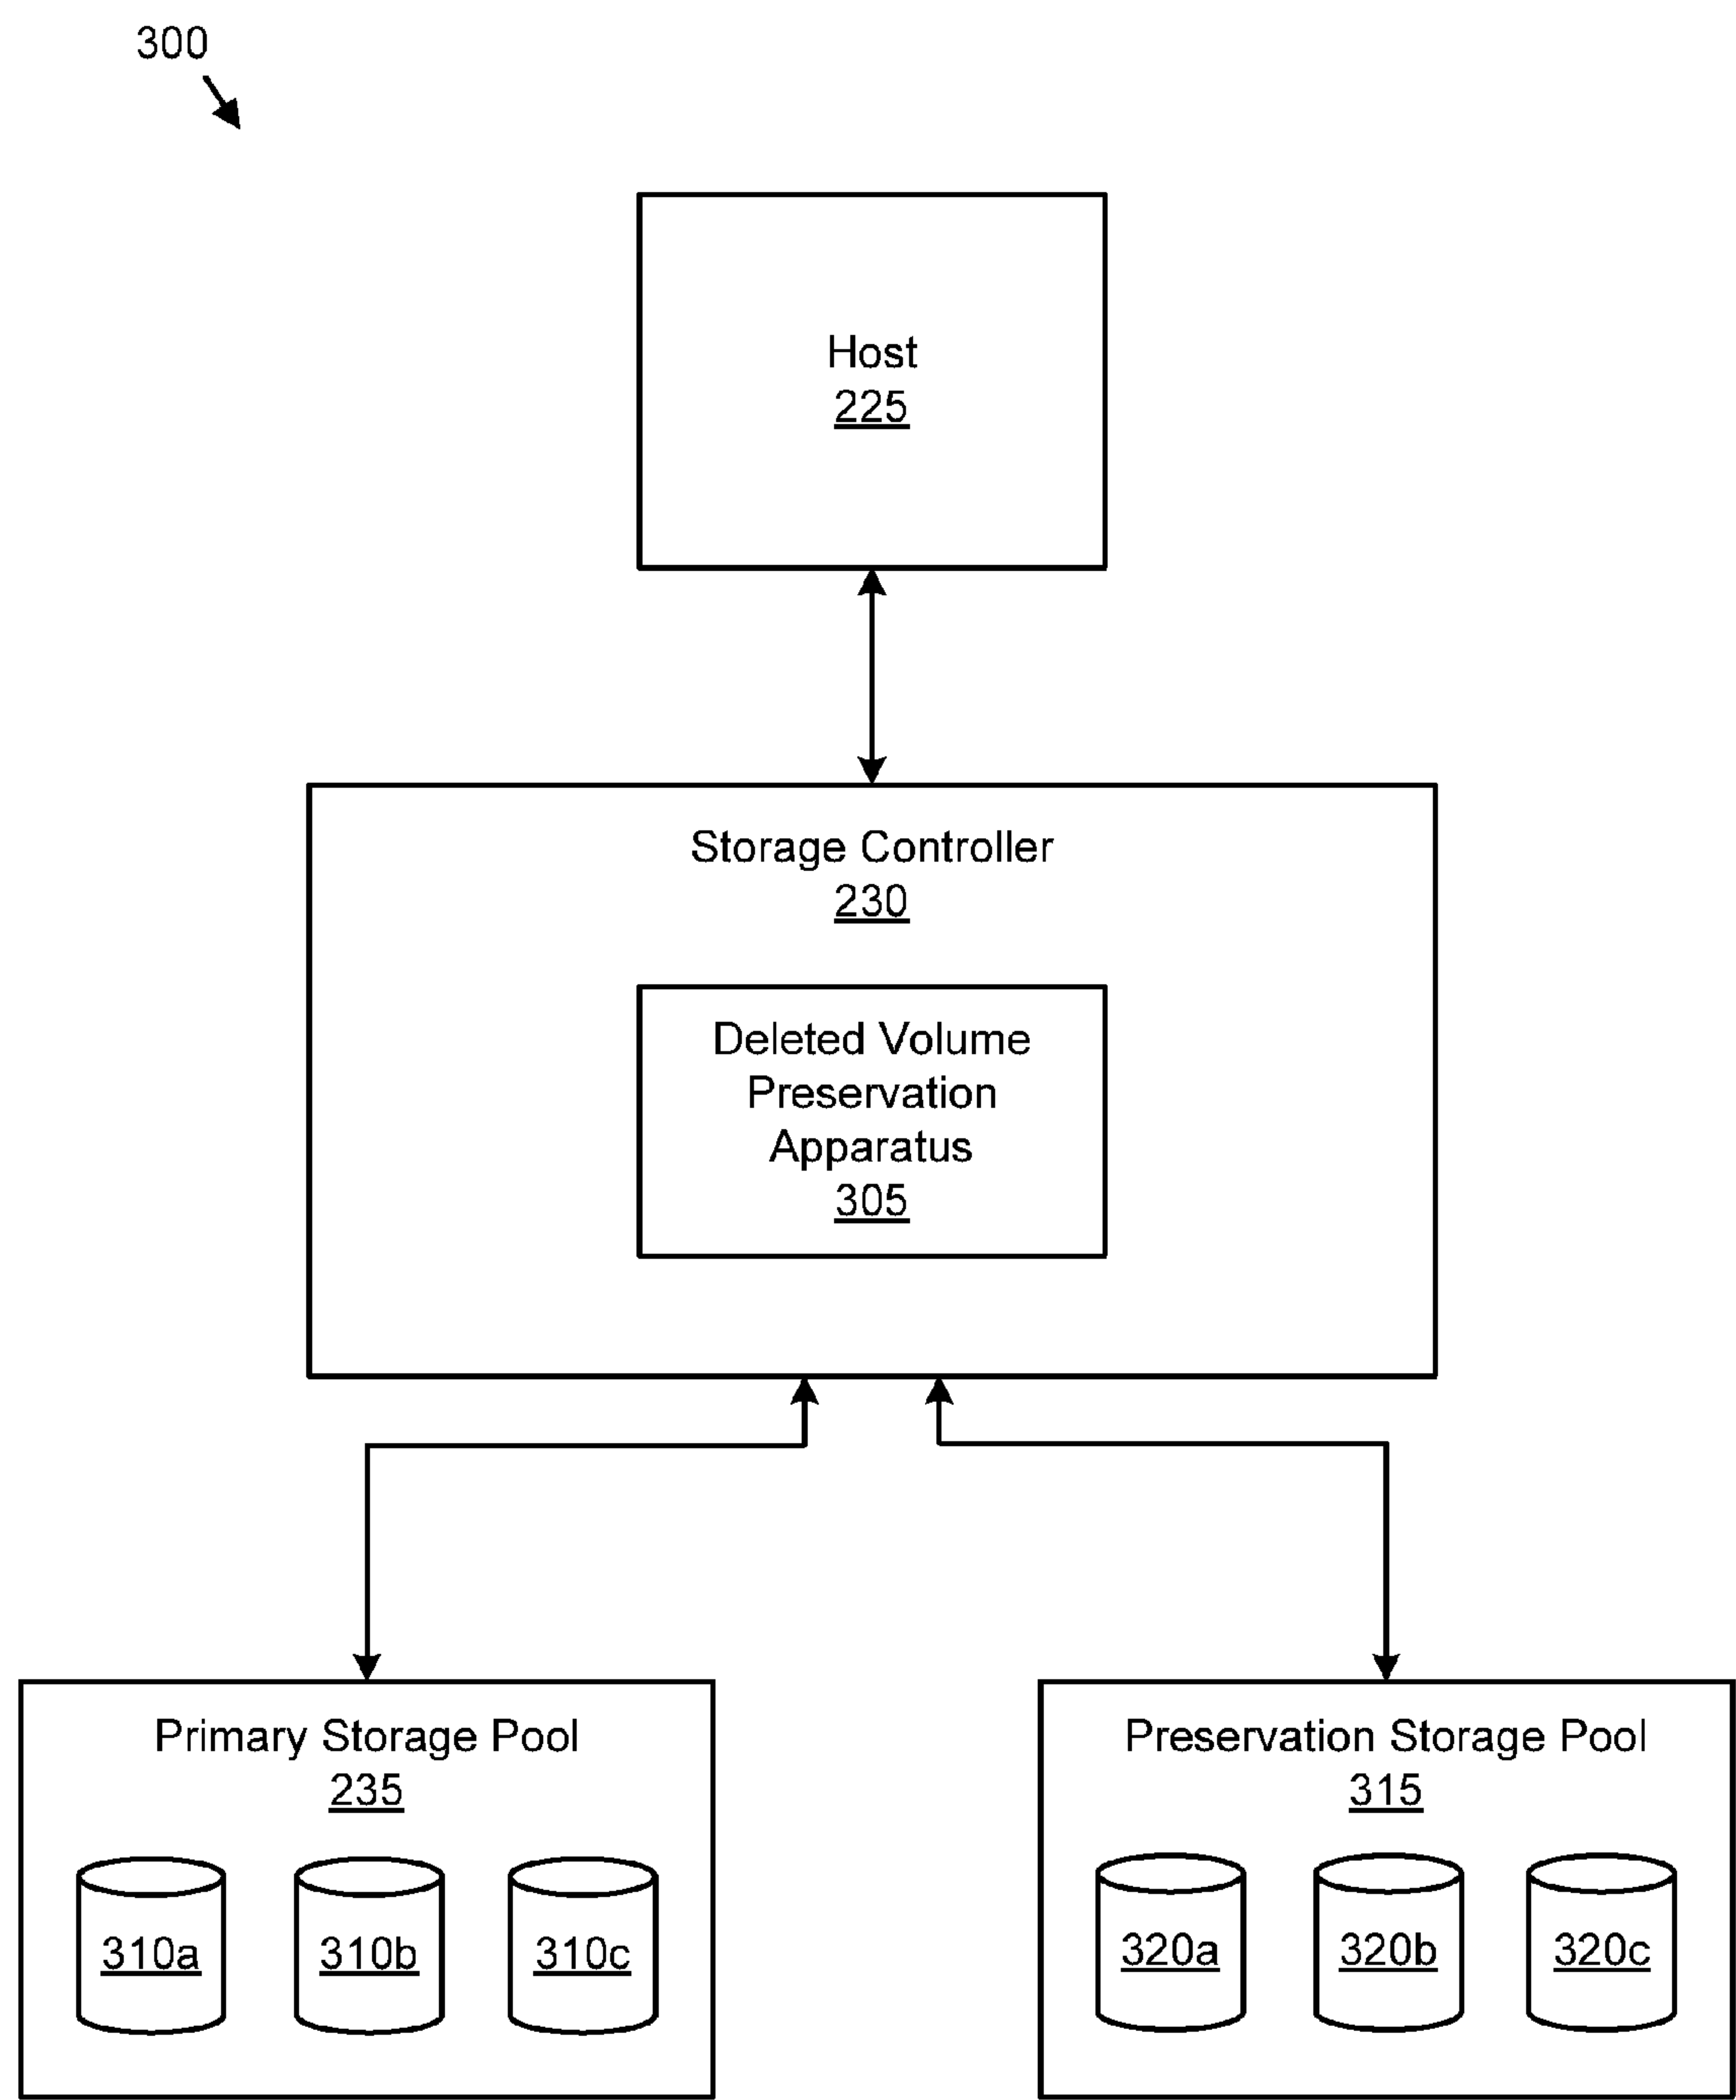 300
Host
225
Storage Controller
230
Deleted Volume
Preservation
Apparatus
305
Primary Storage Pool
235
310a 310b 310c
Preservation Storage Pool
315
320a 320b 320c